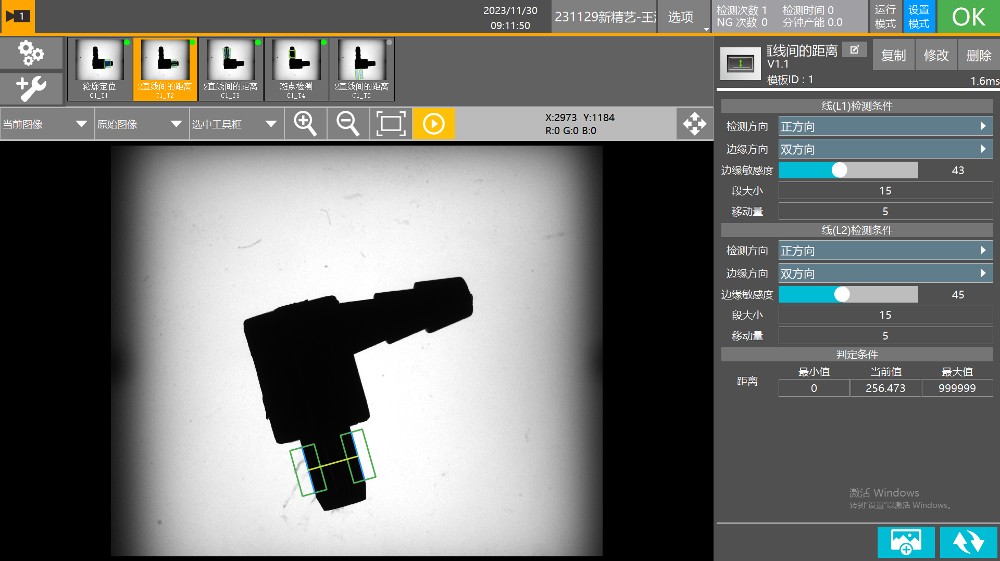 1
2023/11/30
09:11:50
231129新精艺-王
选项
检测次数 1
NG 次数 0
检测时间 0
分钟产能 0.0
运行
模式
设置
模式
OK
轮廓定位
C1_T1
2直线间的距离
C1_T2
2直线间的距离
C1_T3
斑点检测
C1_T4
2直线间的距离
C1_T5
直线间的距离
V1.1
模板ID : 1
复制
修改
删除
1.6ms
当前图像
原始图像
选中工具框
X:2973 Y:1184
R:0 G:0 B:0
线(L1)检测条件
检测方向 正方向
边缘方向 双方向
边缘敏感度 43
段大小 15
移动量 5
线(L2)检测条件
检测方向 正方向
边缘方向 双方向
边缘敏感度 45
段大小 15
移动量 5
判定条件
最小值 当前值 最大值
距离 0 256.473 999999
激活 Windows
转到"设置"以激活 Windows。